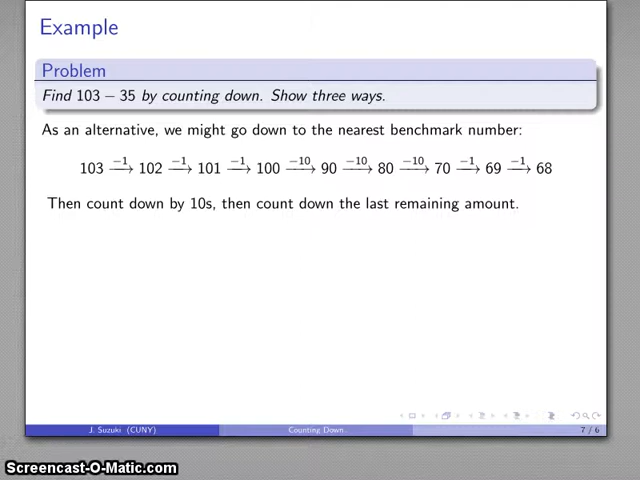 Example
Problem
Find 103 − 35 by counting down. Show three ways.
As an alternative, we might go down to the nearest benchmark number:
103 −1→ 102 −1→ 101 −1→ 100 −10→ 90 −10→ 80 −10→ 70 −1→ 69 −1→ 68
Then count down by 10s, then count down the last remaining amount.
J. Suzuki (CUNY) Counting Down. 7 / 6
Screencast-O-Matic.com